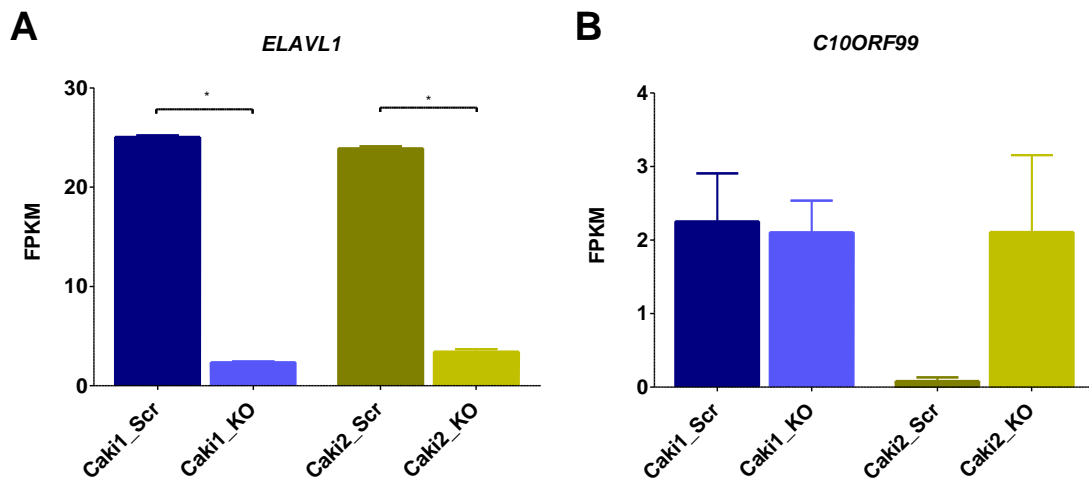 A
ELAVL1
FPKM
30
20
10
0
*
*
Caki1_Scr
Caki1_KO
Caki2_Scr
Caki2_KO
B
C10ORF99
FPKM
4
3
2
1
0
Caki1_Scr
Caki1_KO
Caki2_Scr
Caki2_KO